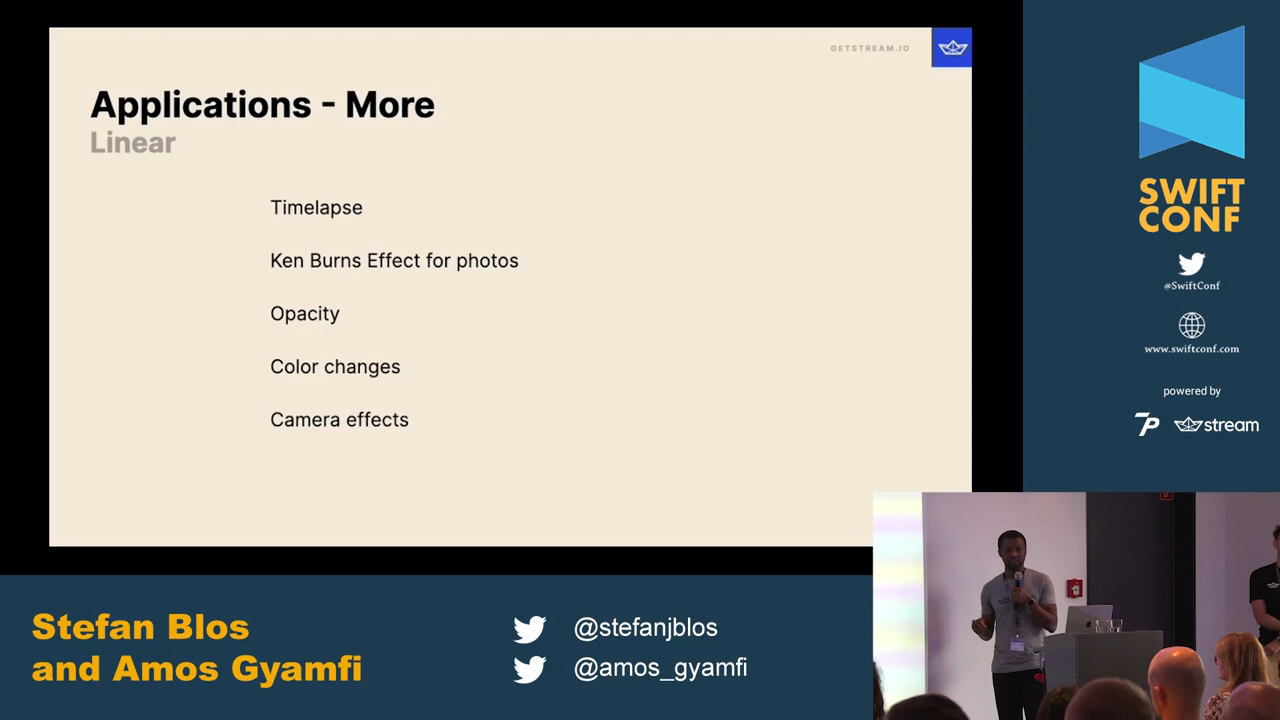 GETSTREAM.IO
Applications - More
Linear
Timelapse
Ken Burns Effect for photos
Opacity
Color changes
Camera effects
SWIFT
CONF
@SwiftConf
www.swiftconf.com
powered by
7P
stream
Stefan Blos
and Amos Gyamfi
@stefanjblos
@amos_gyamfi